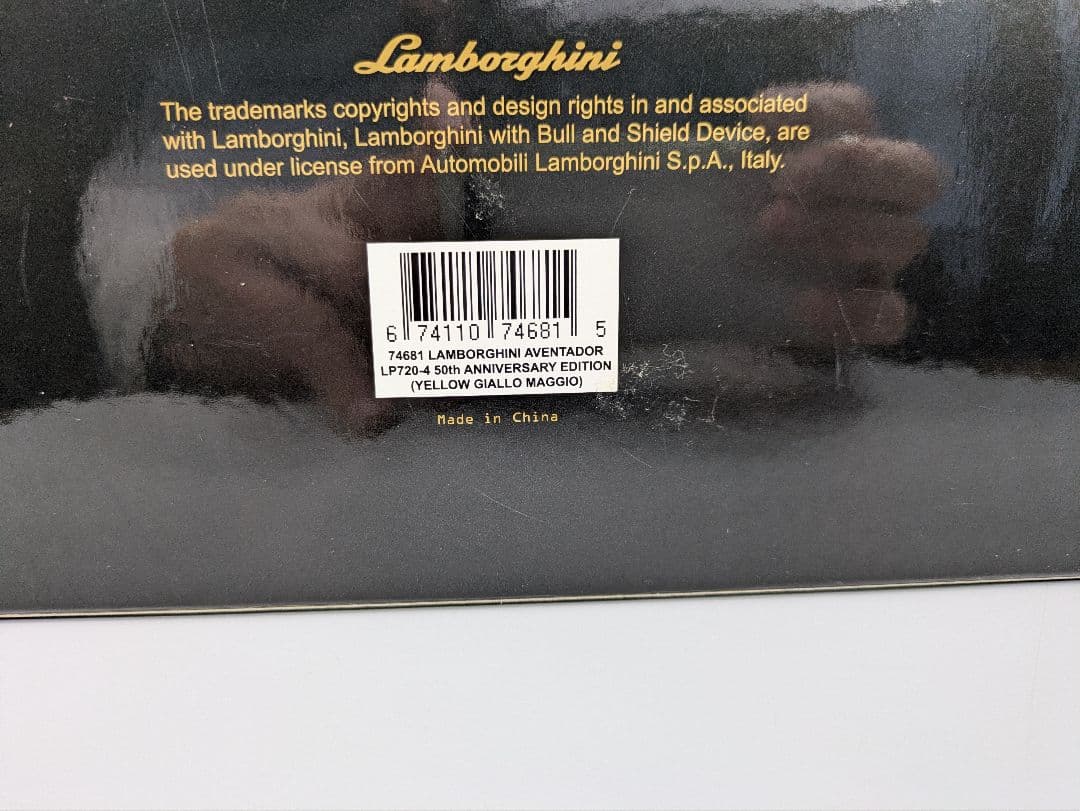 Lamborghini
The trademarks copyrights and design rights in and associated
with Lamborghini, Lamborghini with Bull and Shield Device, are
used under license from Automobili Lamborghini S.p.A., Italy.
6 74110 74681 5
74681 LAMBORGHINI AVENTADOR
LP720-4 50th ANNIVERSARY EDITION
(YELLOW GIALLO MAGGIO)
Made in China